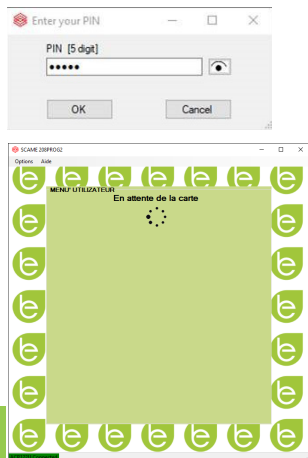 Enter your PIN
PIN [5 digit]
OK Cancel
SCAME 208PROG2
Options Aide
MENU' UTILIZATEUR
En attente de la carte